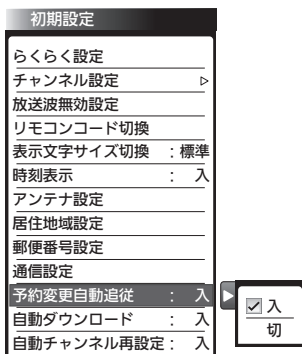 初期設定
らくらく設定
チャンネル設定 ▷
放送波無効設定
リモコンコード切換
表示文字サイズ切換 ：標準
時刻表示 ： 入
アンテナ設定
居住地域設定
郵便番号設定
通信設定
予約変更自動追従 ： 入
入
切
自動ダウンロード ： 入
自動チャンネル再設定： 入